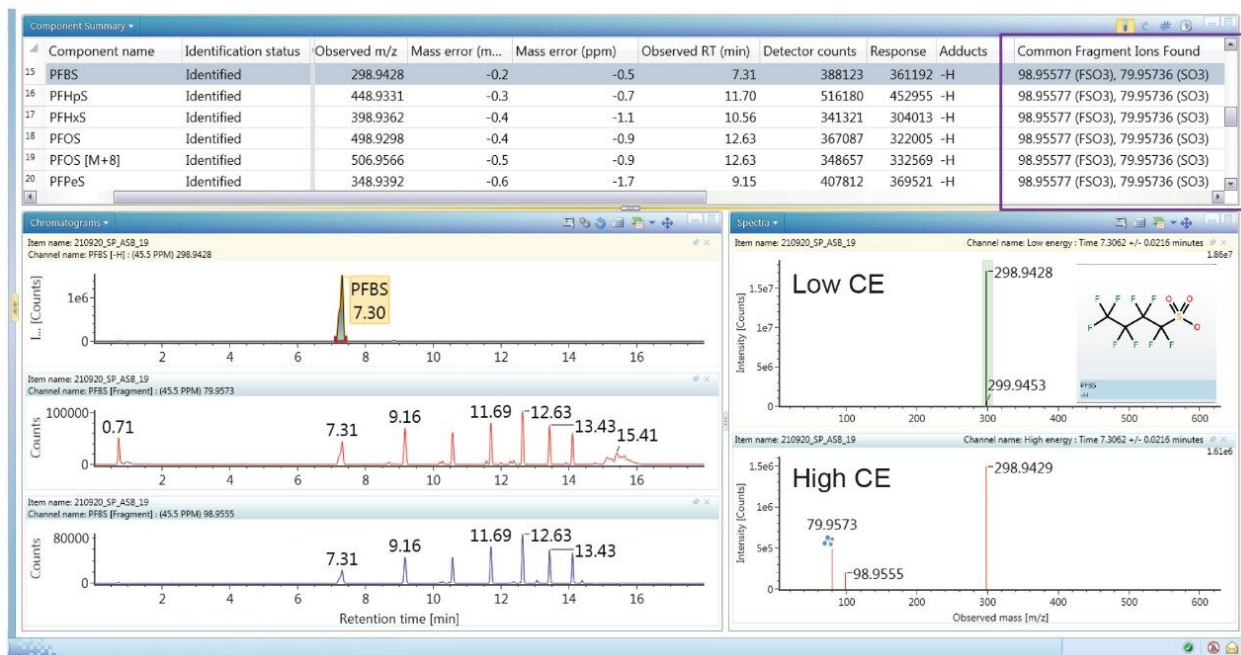 Component Summary
Component name Identification status Observed m/z Mass error (m... Mass error (ppm) Observed RT (min) Detector counts Response Adducts Common Fragment Ions Found
15 PFBS Identified 298.9428 -0.2 -0.5 7.31 388123 361192 -H 98.95577 (FSO3), 79.95736 (SO3)
16 PFHpS Identified 448.9331 -0.3 -0.7 11.70 516180 452955 -H 98.95577 (FSO3), 79.95736 (SO3)
17 PFHxS Identified 398.9362 -0.4 -1.1 10.56 341321 304013 -H 98.95577 (FSO3), 79.95736 (SO3)
18 PFOS Identified 498.9298 -0.4 -0.9 12.63 367087 322005 -H 98.95577 (FSO3), 79.95736 (SO3)
19 PFOS [M+8] Identified 506.9566 -0.5 -0.9 12.63 348657 332569 -H 98.95577 (FSO3), 79.95736 (SO3)
20 PFPeS Identified 348.9392 -0.6 -1.7 9.15 407812 369521 -H 98.95577 (FSO3), 79.95736 (SO3)
Chromatograms
Item name: 210920_SP_ASB_19
Channel name: PFBS [-H] : (45.5 PPM) 298.9428
I... [Counts]
1e6
0
PFBS
7.30
2 4 6 8 10 12 14 16
Item name: 210920_SP_ASB_19
Channel name: PFBS [Fragment] : (45.5 PPM) 79.9573
Counts
100000
0
0.71 7.31 9.16 11.69 12.63 13.43 15.41
2 4 6 8 10 12 14 16
Item name: 210920_SP_ASB_19
Channel name: PFBS [Fragment] : (45.5 PPM) 98.9555
Counts
80000
0
7.31 9.16 11.69 12.63 13.43
2 4 6 8 10 12 14 16
Retention time [min]
Spectra
Item name: 210920_SP_ASB_19 Channel name: Low energy : Time 7.3062 +/- 0.0216 minutes
1.86e7
Intensity [Counts]
1.5e7
1e7
5e6
0
Low CE
298.9428
299.9453
F F F F O O
F S
F O
F F F F
PFBS
-H
100 200 300 400 500 600
Item name: 210920_SP_ASB_19 Channel name: High energy : Time 7.3062 +/- 0.0216 minutes
1.61e6
Intensity [Counts]
1.5e6
1e6
5e5
0
High CE
298.9429
79.9573
98.9555
100 200 300 400 500 600
Observed mass [m/z]